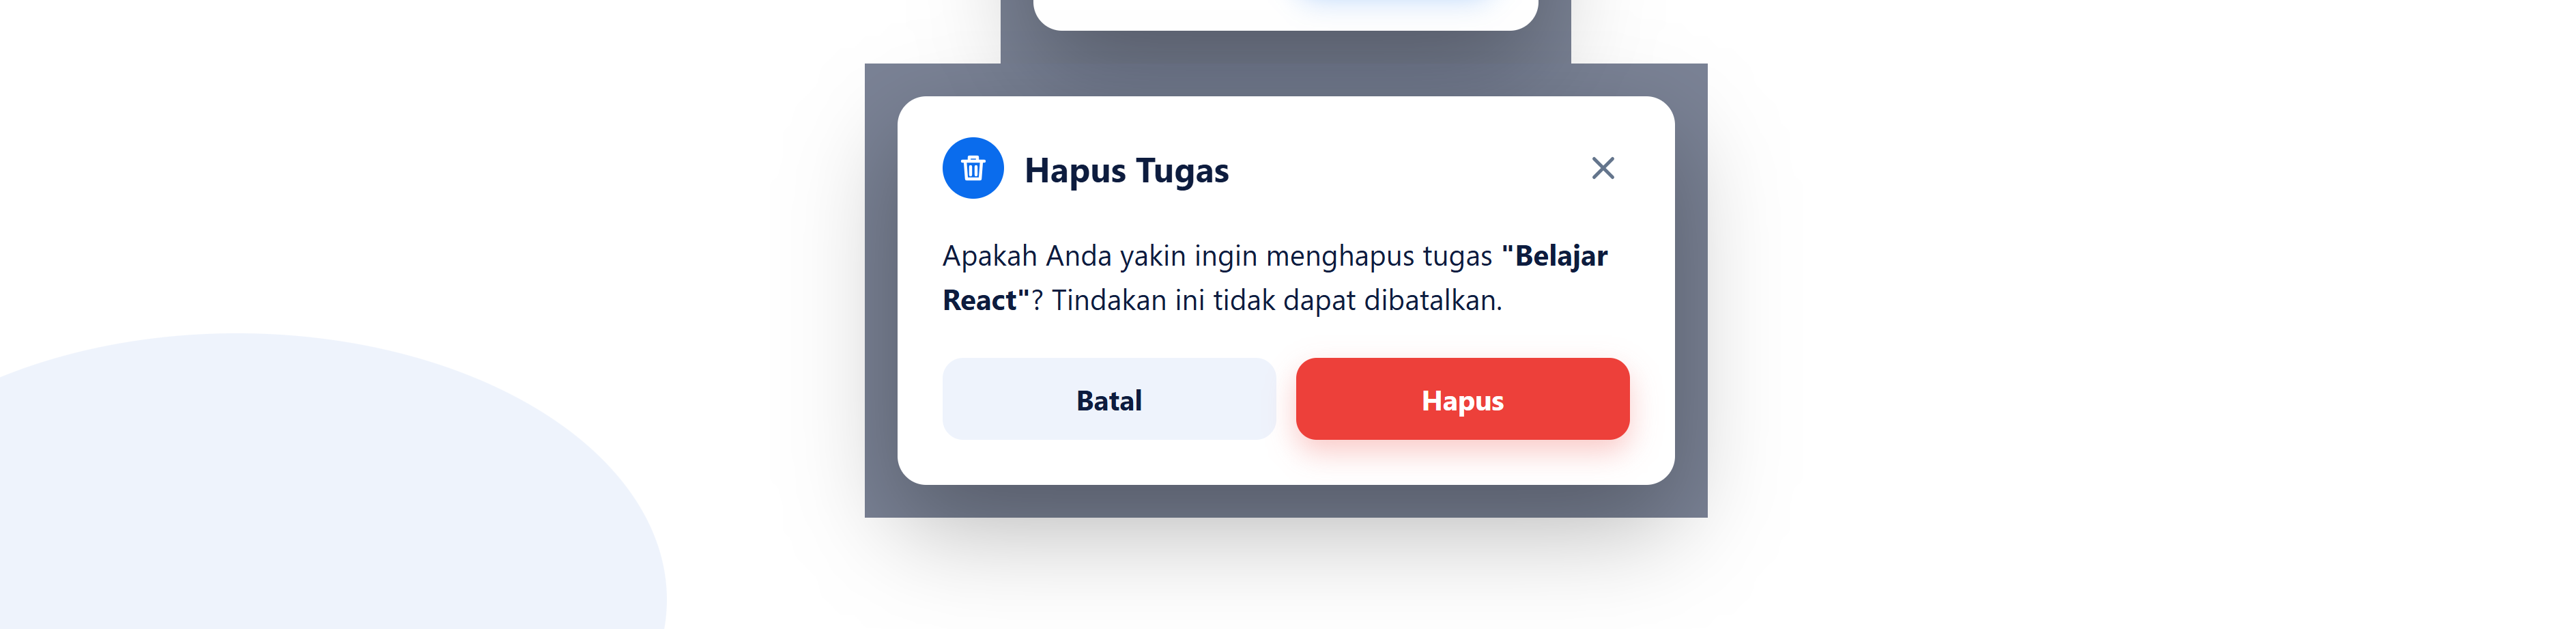 Hapus Tugas
Apakah Anda yakin ingin menghapus tugas "Belajar
React"? Tindakan ini tidak dapat dibatalkan.
Batal
Hapus